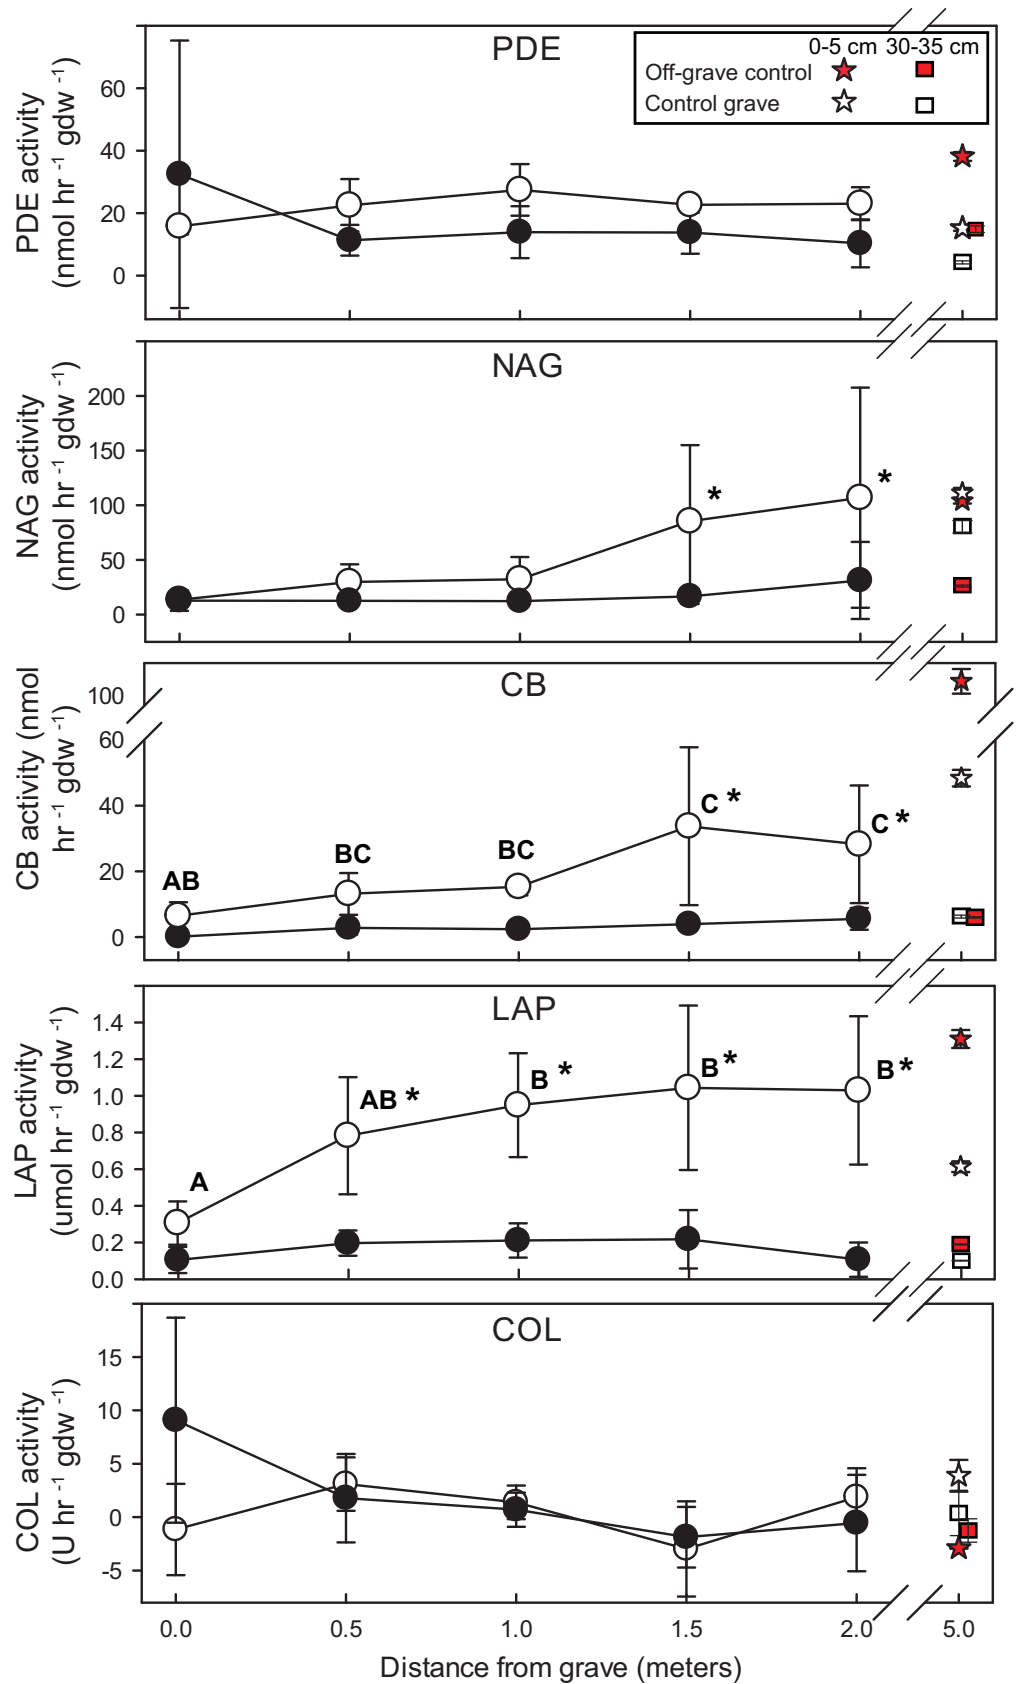 PDE
0-5 cm 30-35 cm
Off-grave control
Control grave
PDE activity
(nmol hr -1 gdw -1)
60
40
20
0
NAG
NAG activity
(nmol hr -1 gdw -1)
200
150
100
50
0
*
*
CB
CB activity (nmol
hr -1 gdw -1)
100
60
40
20
0
AB
BC
BC
C *
C *
LAP
LAP activity
(umol hr -1 gdw -1)
1.4
1.2
1.0
0.8
0.6
0.4
0.2
0.0
A
AB *
B *
B *
B *
COL
COL activity
(U hr -1 gdw -1)
15
10
5
0
-5
0.0 0.5 1.0 1.5 2.0 5.0
Distance from grave (meters)